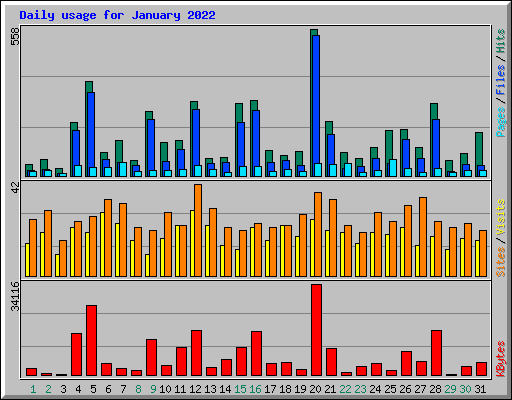 Daily usage for January 2022
558
Pages / Files / Hits
42
Sites / Visits
34116
KBytes
1 2 3 4 5 6 7 8 9 10 11 12 13 14 15 16 17 18 19 20 21 22 23 24 25 26 27 28 29 30 31